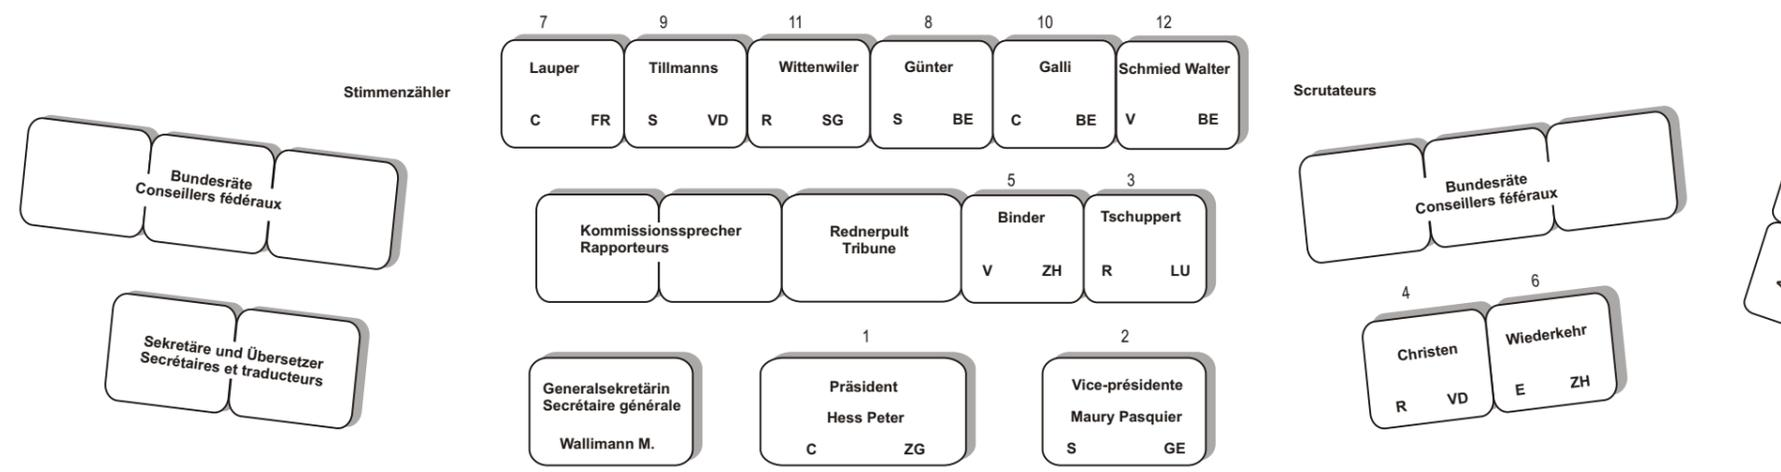 7 9 11 8 10 12
Lauper Tillmanns Wittenwiler Günter Galli Schmied Walter
Stimmenzähler
Scrutateurs
C FR S VD R SG S BE C BE V BE
Bundesräte
Conseillers fédéraux
Bundesräte
Conseillers féféraux
5 3
Kommissionssprecher
Rapporteurs
Rednerpult
Tribune
Binder Tschuppert
V ZH R LU
4 6
Christen Wiederkehr
R VD E ZH
Sekretäre und Übersetzer
Secrétaires et traducteurs
1 2
Generalsekretärin
Secrétaire générale
Wallimann M.
Präsident
Hess Peter
C ZG
Vice-présidente
Maury Pasquier
S GE